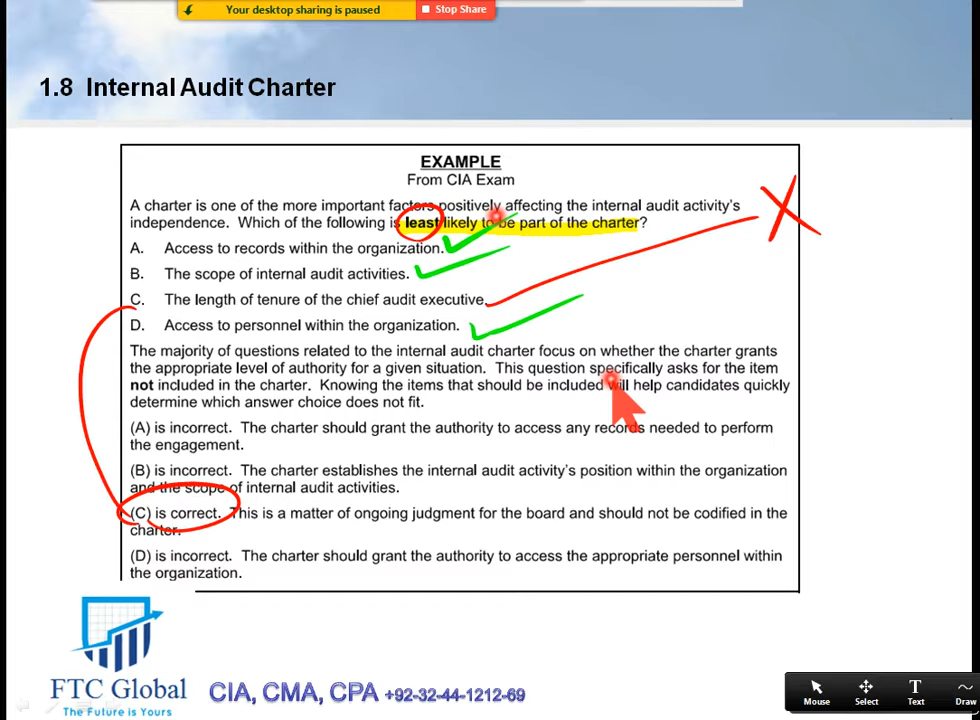 Your desktop sharing is paused Stop Share
1.8 Internal Audit Charter
EXAMPLE
From CIA Exam
A charter is one of the more important factors positively affecting the internal audit activity's
independence. Which of the following is least likely to be part of the charter?
A. Access to records within the organization.
B. The scope of internal audit activities.
C. The length of tenure of the chief audit executive.
D. Access to personnel within the organization.
The majority of questions related to the internal audit charter focus on whether the charter grants
the appropriate level of authority for a given situation. This question specifically asks for the item
not included in the charter. Knowing the items that should be included will help candidates quickly
determine which answer choice does not fit.
(A) is incorrect. The charter should grant the authority to access any records needed to perform
the engagement.
(B) is incorrect. The charter establishes the internal audit activity's position within the organization
and the scope of internal audit activities.
(C) is correct. This is a matter of ongoing judgment for the board and should not be codified in the
charter.
(D) is incorrect. The charter should grant the authority to access the appropriate personnel within
the organization.
FTC Global
The Future is Yours
CIA, CMA, CPA +92-32-44-1212-69
Mouse Select Text Draw